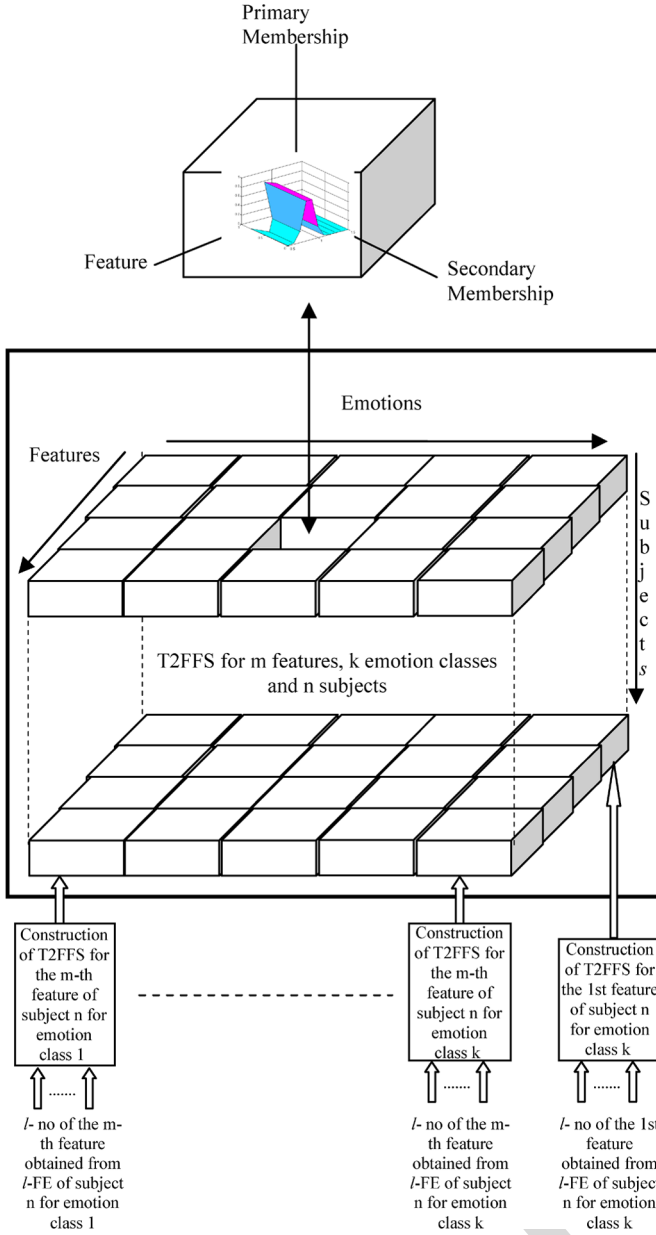 Primary
Membership
Feature
Secondary
Membership
Emotions
Features
Subjects
T2FFS for m features, k emotion classes
and n subjects
Construction
of T2FFS for
the m-th
feature of
subject n for
emotion
class 1
Construction
of T2FFS for
the m-th
feature of
subject n for
emotion
class k
Construction
of T2FFS for
the 1st feature
of subject n
for emotion
class k
l- no of the m-
th feature
obtained from
l-FE of subject
n for emotion
class 1
l- no of the m-
th feature
obtained from
l-FE of subject
n for emotion
class k
l- no of the 1st
feature
obtained from
l-FE of subject
n for emotion
class k